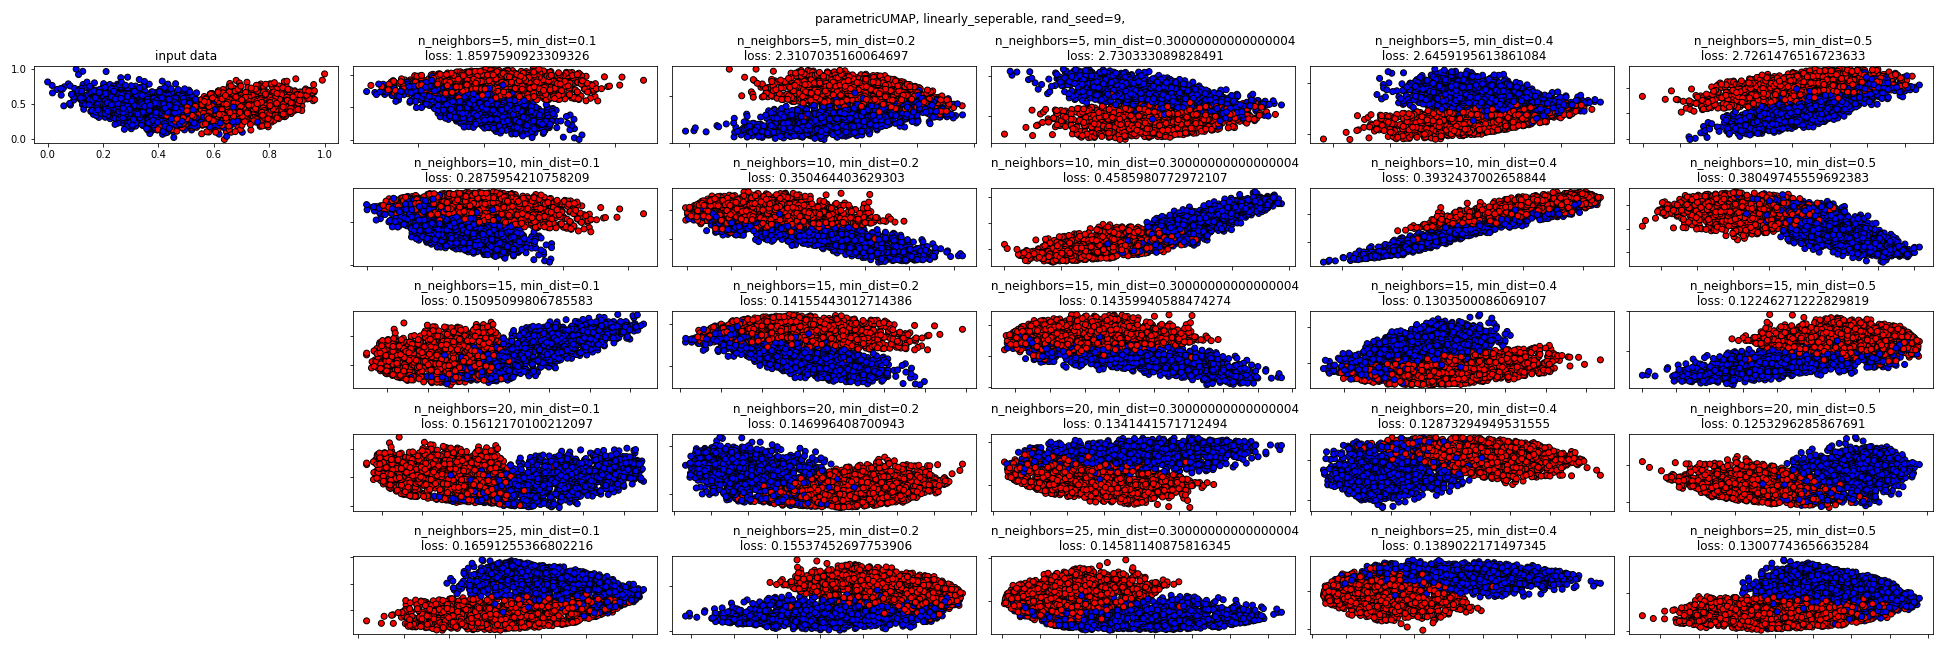 parametricUMAP, linearly_seperable, rand_seed=9,
input data
1.0
0.5
0.0
0.0 0.2 0.4 0.6 0.8 1.0
n_neighbors=5, min_dist=0.1
loss: 1.8597590923309326
n_neighbors=5, min_dist=0.2
loss: 2.3107035160064697
n_neighbors=5, min_dist=0.30000000000000004
loss: 2.730333089828491
n_neighbors=5, min_dist=0.4
loss: 2.6459195613861084
n_neighbors=5, min_dist=0.5
loss: 2.7261476516723633
n_neighbors=10, min_dist=0.1
loss: 0.2875954210758209
n_neighbors=10, min_dist=0.2
loss: 0.350464403629303
n_neighbors=10, min_dist=0.30000000000000004
loss: 0.4585980772972107
n_neighbors=10, min_dist=0.4
loss: 0.3932437002658844
n_neighbors=10, min_dist=0.5
loss: 0.38049745559692383
n_neighbors=15, min_dist=0.1
loss: 0.15095099806785583
n_neighbors=15, min_dist=0.2
loss: 0.14155443012714386
n_neighbors=15, min_dist=0.30000000000000004
loss: 0.14359940588474274
n_neighbors=15, min_dist=0.4
loss: 0.1303500086069107
n_neighbors=15, min_dist=0.5
loss: 0.12246271222829819
n_neighbors=20, min_dist=0.1
loss: 0.15612170100212097
n_neighbors=20, min_dist=0.2
loss: 0.146996408700943
n_neighbors=20, min_dist=0.30000000000000004
loss: 0.1341441571712494
n_neighbors=20, min_dist=0.4
loss: 0.12873294949531555
n_neighbors=20, min_dist=0.5
loss: 0.1253296285867691
n_neighbors=25, min_dist=0.1
loss: 0.16591255366802216
n_neighbors=25, min_dist=0.2
loss: 0.15537452697753906
n_neighbors=25, min_dist=0.30000000000000004
loss: 0.14581140875816345
n_neighbors=25, min_dist=0.4
loss: 0.1389022171497345
n_neighbors=25, min_dist=0.5
loss: 0.13007743656635284